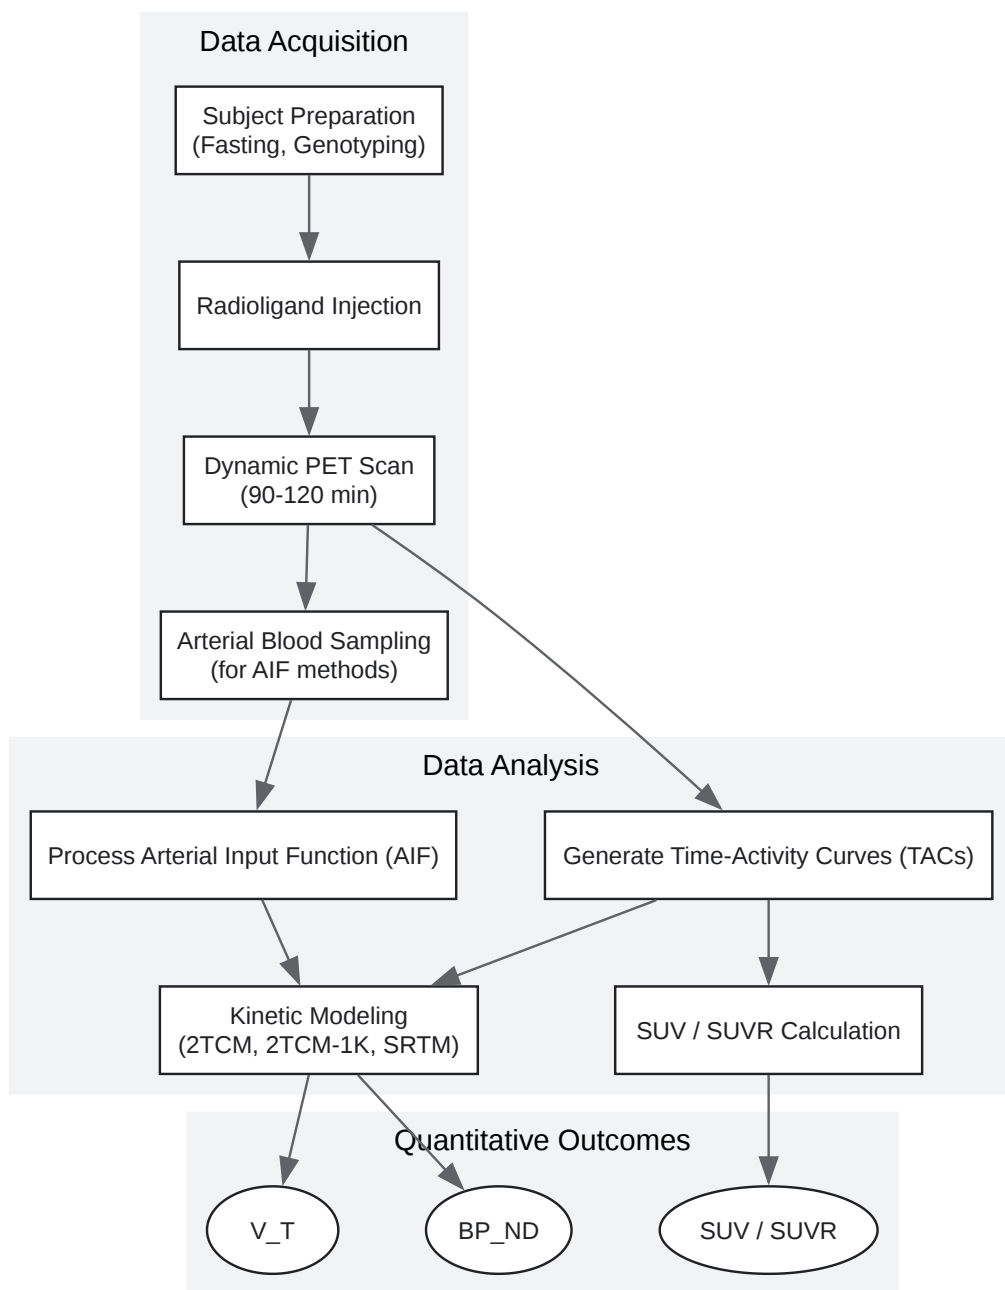 Data Acquisition
Subject Preparation
(Fasting, Genotyping)
Radioligand Injection
Dynamic PET Scan
(90-120 min)
Arterial Blood Sampling
(for AIF methods)
Data Analysis
Process Arterial Input Function (AIF)
Generate Time-Activity Curves (TACs)
Kinetic Modeling
(2TCM, 2TCM-1K, SRTM)
SUV / SUVR Calculation
Quantitative Outcomes
V_T
BP_ND
SUV / SUVR